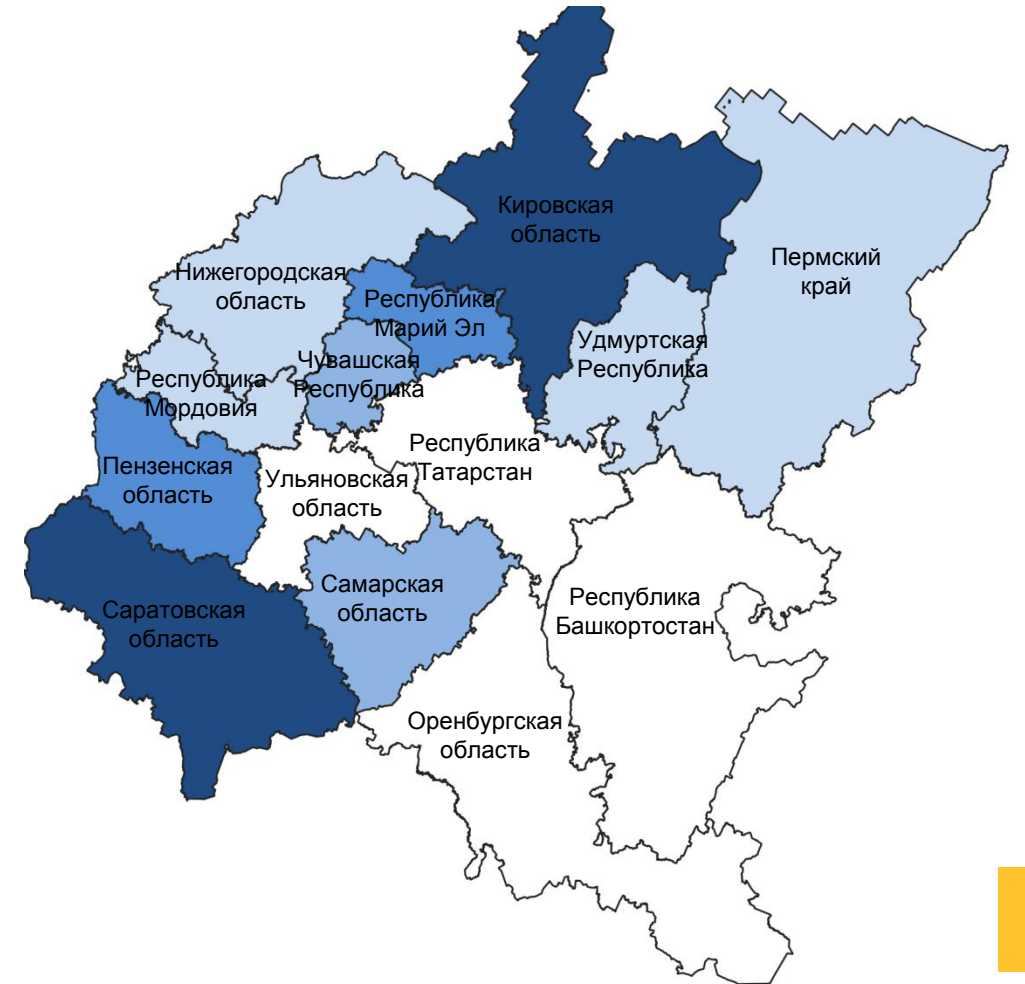 Кировская
область
Пермский
край
Нижегородская
область
Республика
Марий Эл
Удмуртская
Республика
Чувашская
Республика
Республика
Мордовия
Республика
Татарстан
Пензенская
область
Ульяновская
область
Самарская
область
Республика
Башкортостан
Саратовская
область
Оренбургская
область